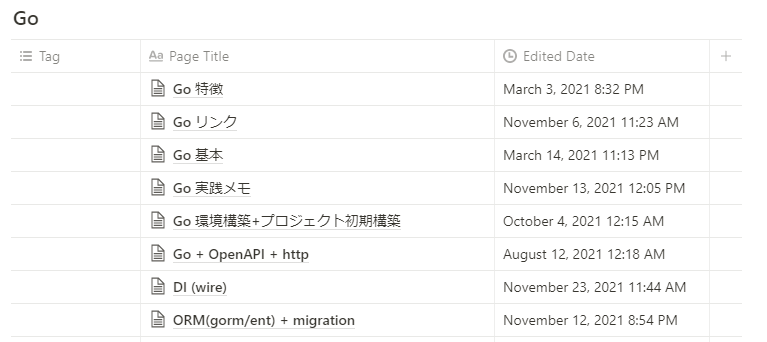 Go
Tag Page Title Edited Date
Go 特徴 March 3, 2021 8:32 PM
Go リンク November 6, 2021 11:23 AM
Go 基本 March 14, 2021 11:13 PM
Go 実践メモ November 13, 2021 12:05 PM
Go 環境構築+プロジェクト初期構築 October 4, 2021 12:15 AM
Go + OpenAPI + http August 12, 2021 12:18 AM
DI (wire) November 23, 2021 11:44 AM
ORM(gorm/ent) + migration November 12, 2021 8:54 PM